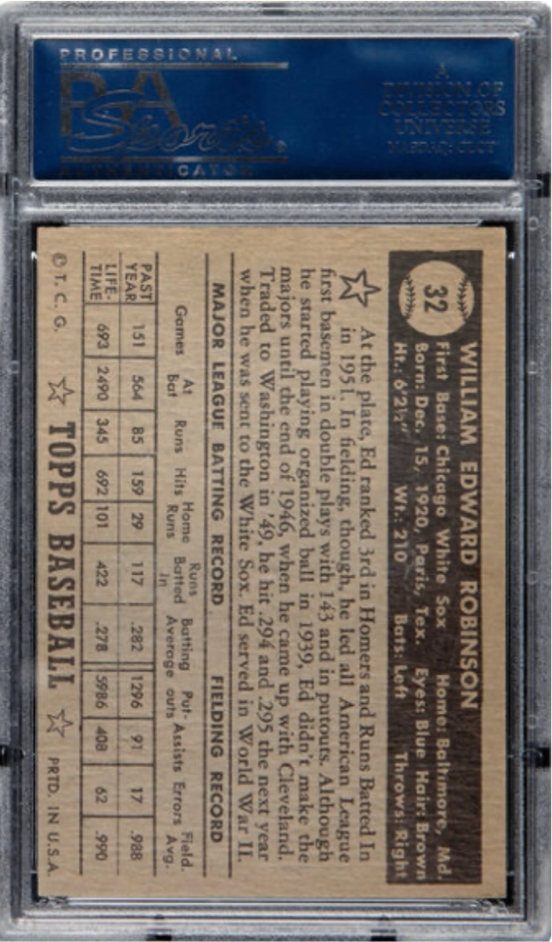 PROFESSIONAL
PSA
Sports
AUTHENTICATOR
A
DIVISION OF
COLLECTORS
UNIVERSE
NASDAQ: CLCT
32
WILLIAM EDWARD ROBINSON
First Base: Chicago White Sox Home: Baltimore, Md.
Born: Dec. 15, 1920, Paris, Tex. Eyes: Blue Hair: Brown
Ht.: 6'2½" Wt.: 210 Bats: Left Throws: Right
At the plate, Ed ranked 3rd in Homers and Runs Batted In
in 1951. In fielding, though, he led all American League
first basemen in double plays with 143 and in putouts. Although
he started playing organized ball in 1939, Ed didn't make the
majors until the end of 1946, when he came up with Cleveland.
Traded to Washington in '49, he hit .294 and .295 the next year
when he was sent to the White Sox. Ed served in World War II.
MAJOR LEAGUE BATTING RECORD FIELDING RECORD
Games At Bat Runs Hits Home Runs Runs Batted In Batting Average Put-outs Assists Errors Field. Avg.
PAST YEAR 151 564 85 159 29 117 .282 1296 91 17 .988
LIFE-TIME 693 2490 345 692 101 422 .278 5986 408 62 .990
© T. C. G. ☆ TOPPS BASEBALL ☆ PRTD. IN U.S.A.